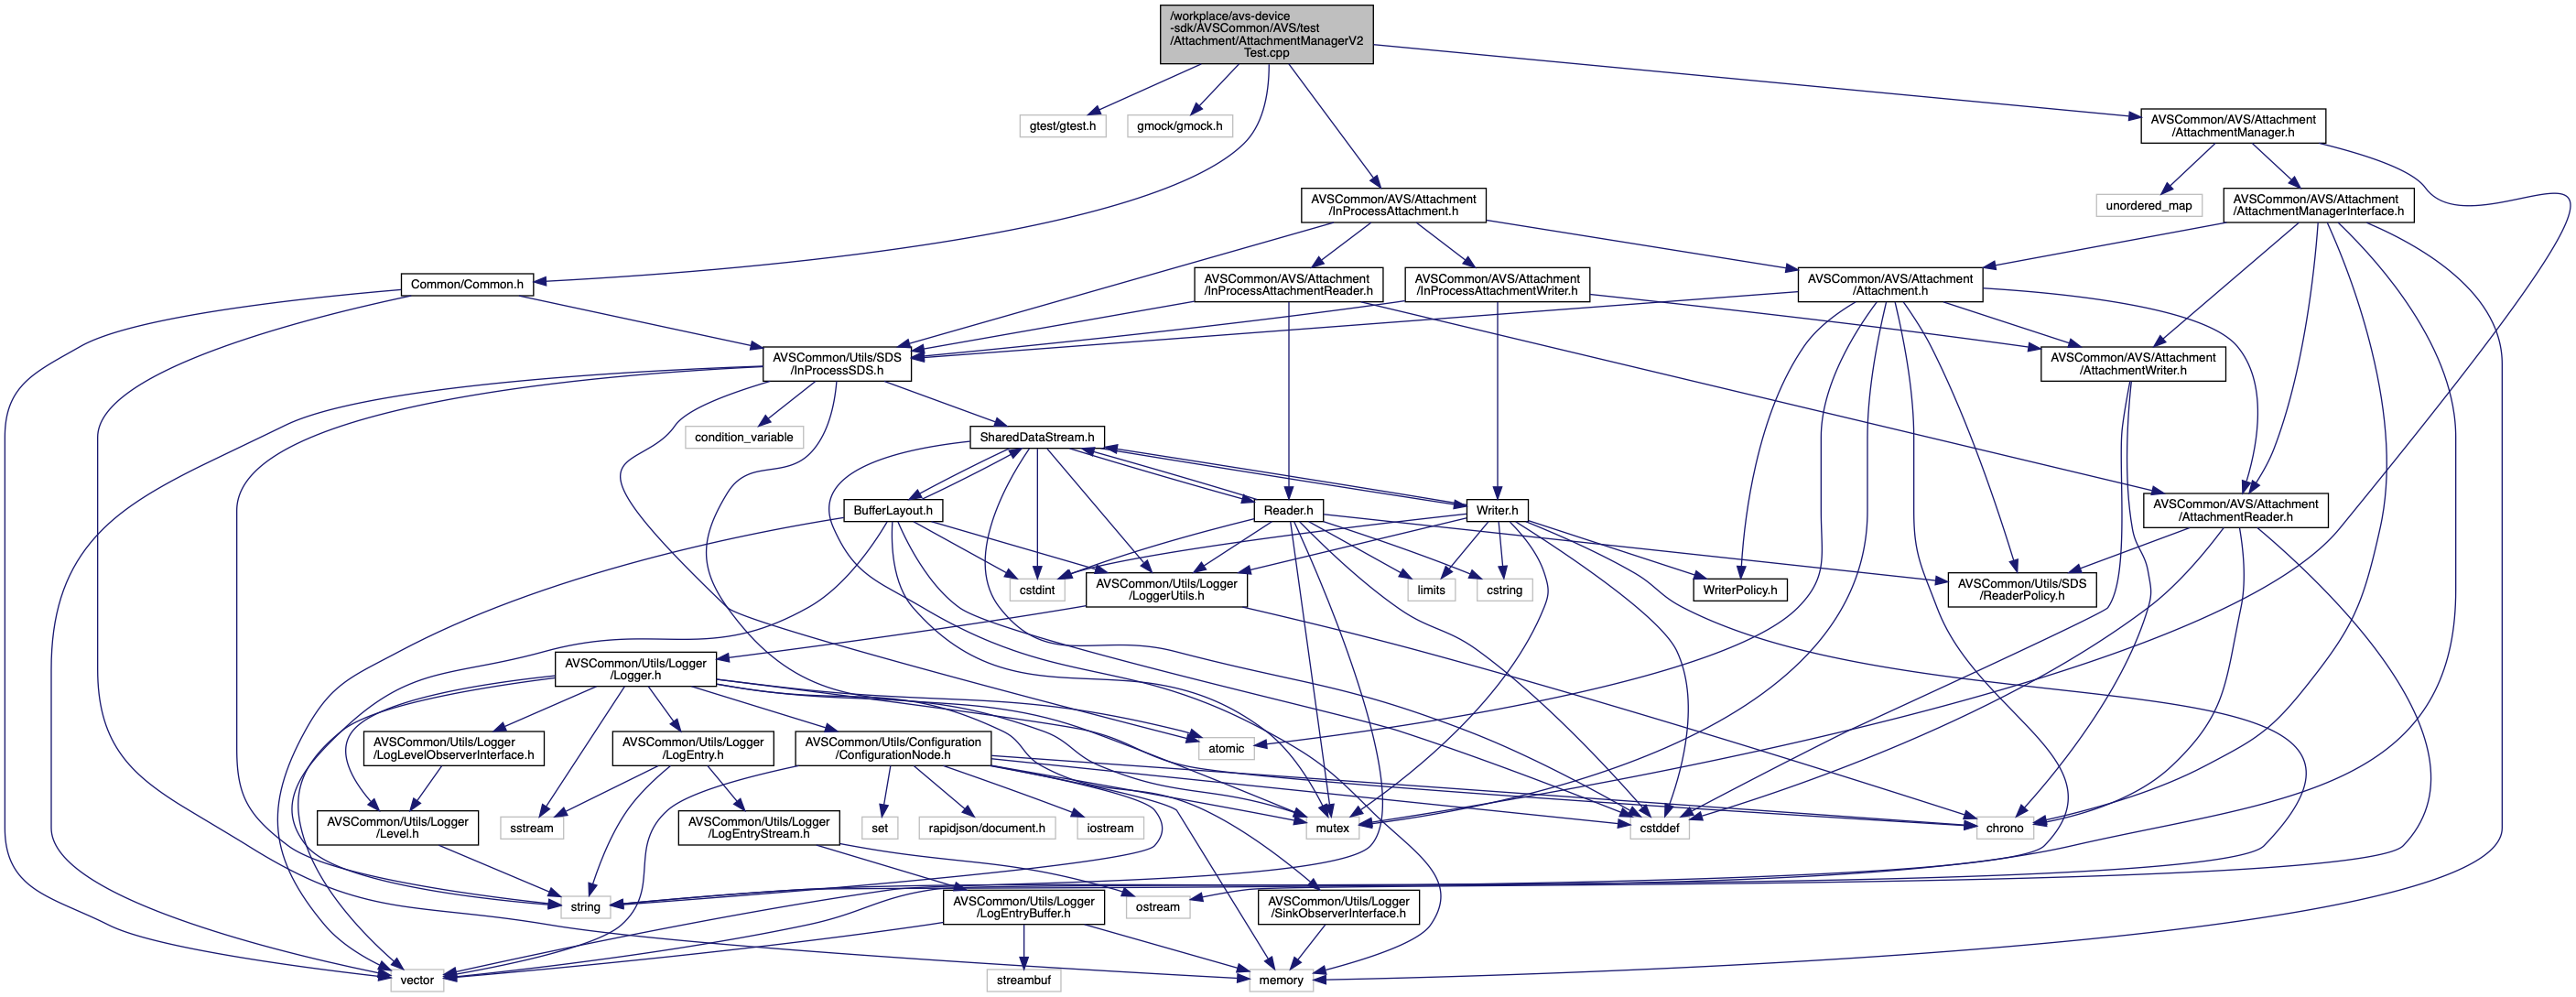 /workplace/avs-device
-sdk/AVSCommon/AVS/test
/Attachment/AttachmentManagerV2
Test.cpp
gtest/gtest.h
gmock/gmock.h
AVSCommon/AVS/Attachment
/AttachmentManager.h
AVSCommon/AVS/Attachment
/InProcessAttachment.h
unordered_map
AVSCommon/AVS/Attachment
/AttachmentManagerInterface.h
Common/Common.h
AVSCommon/AVS/Attachment
/InProcessAttachmentReader.h
AVSCommon/AVS/Attachment
/InProcessAttachmentWriter.h
AVSCommon/AVS/Attachment
/Attachment.h
AVSCommon/Utils/SDS
/InProcessSDS.h
AVSCommon/AVS/Attachment
/AttachmentWriter.h
condition_variable
SharedDataStream.h
BufferLayout.h
Reader.h
Writer.h
AVSCommon/AVS/Attachment
/AttachmentReader.h
cstdint
AVSCommon/Utils/Logger
/LoggerUtils.h
limits
cstring
WriterPolicy.h
AVSCommon/Utils/SDS
/ReaderPolicy.h
AVSCommon/Utils/Logger
/Logger.h
AVSCommon/Utils/Logger
/LogLevelObserverInterface.h
AVSCommon/Utils/Logger
/LogEntry.h
AVSCommon/Utils/Configuration
/ConfigurationNode.h
atomic
AVSCommon/Utils/Logger
/Level.h
sstream
AVSCommon/Utils/Logger
/LogEntryStream.h
set
rapidjson/document.h
iostream
mutex
cstddef
chrono
string
AVSCommon/Utils/Logger
/LogEntryBuffer.h
ostream
AVSCommon/Utils/Logger
/SinkObserverInterface.h
vector
streambuf
memory